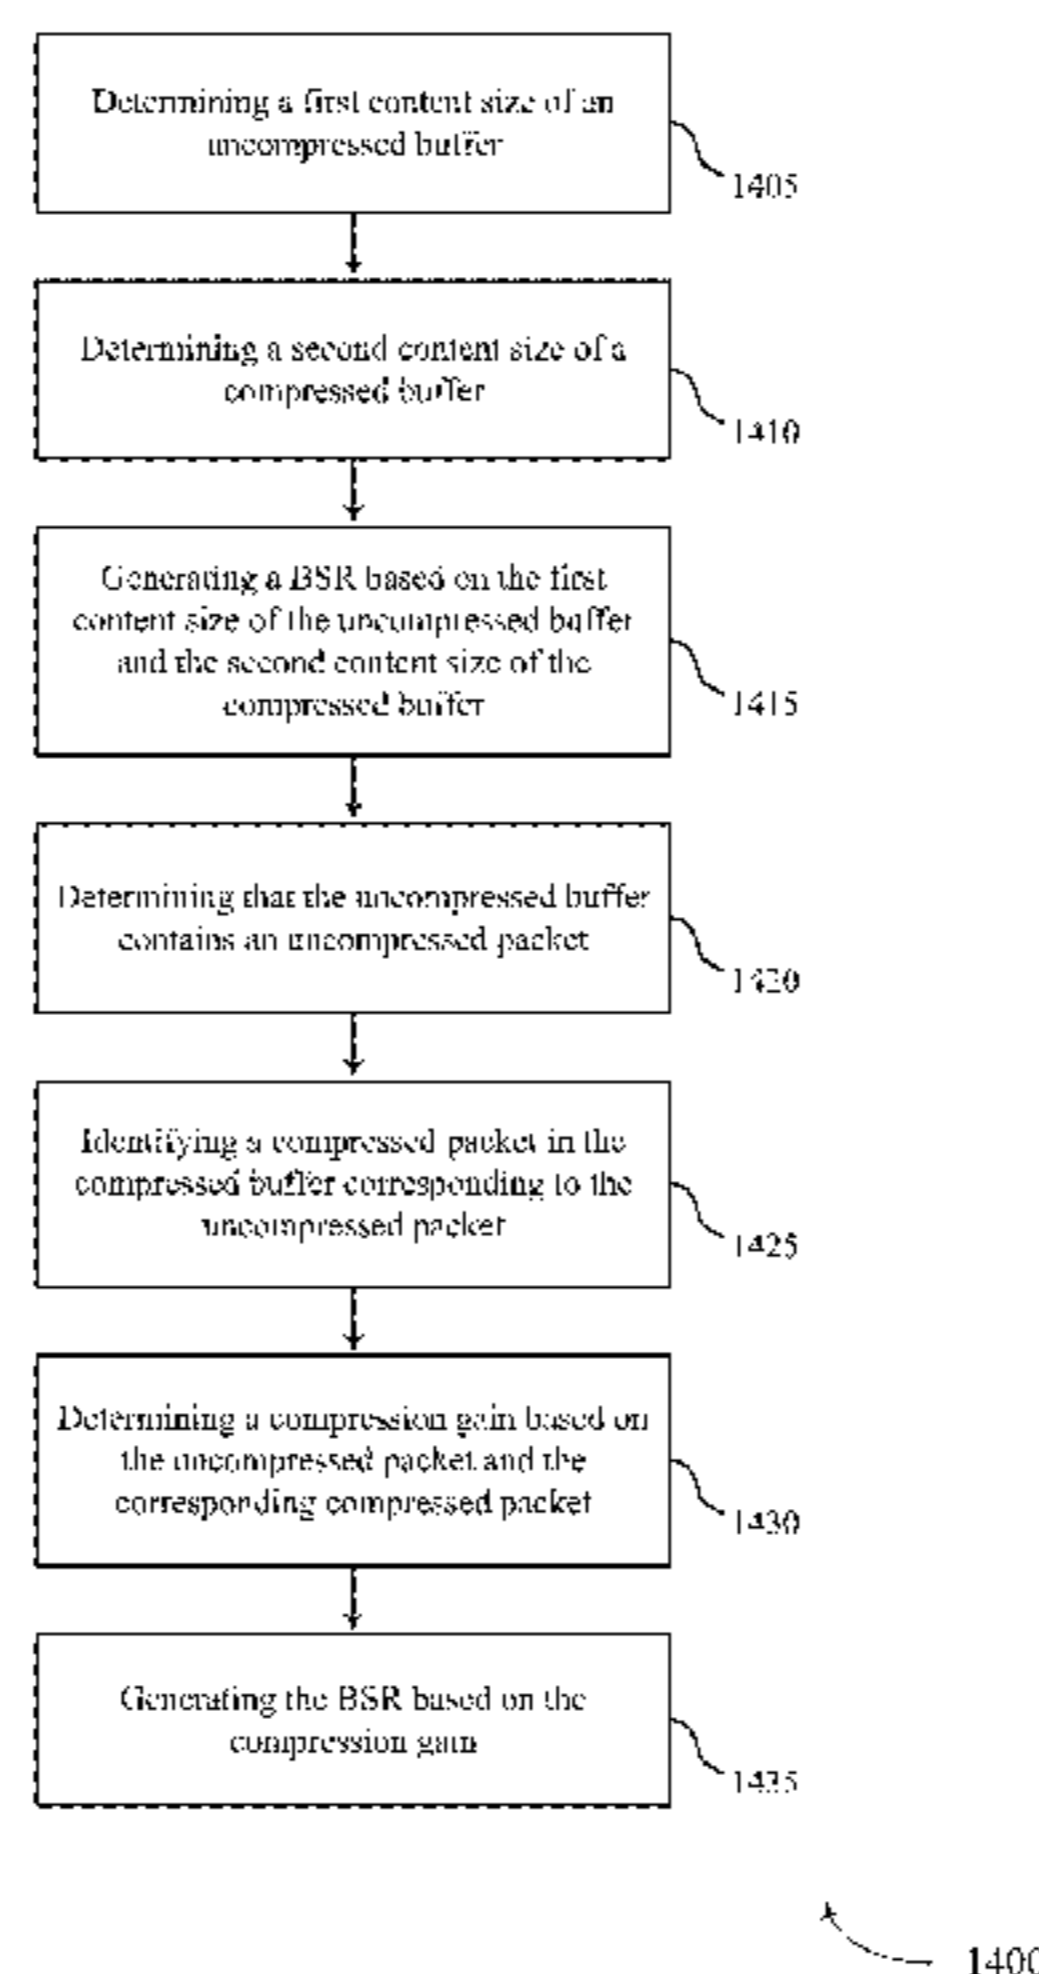 Determining a first content size of an
uncompressed buffer
1405
Determining a second content size of a
compressed buffer
1410
Generating a BSR based on the first
content size of the uncompressed buffer
and the second content size of the
compressed buffer
1415
Determining that the uncompressed buffer
contains an uncompressed packet
1420
Identifying a compressed packet in the
compressed buffer corresponding to the
uncompressed packet
1425
Determining a compression gain based on
the uncompressed packet and the
corresponding compressed packet
1430
Generating the BSR based on the
compression gain
1435
1400